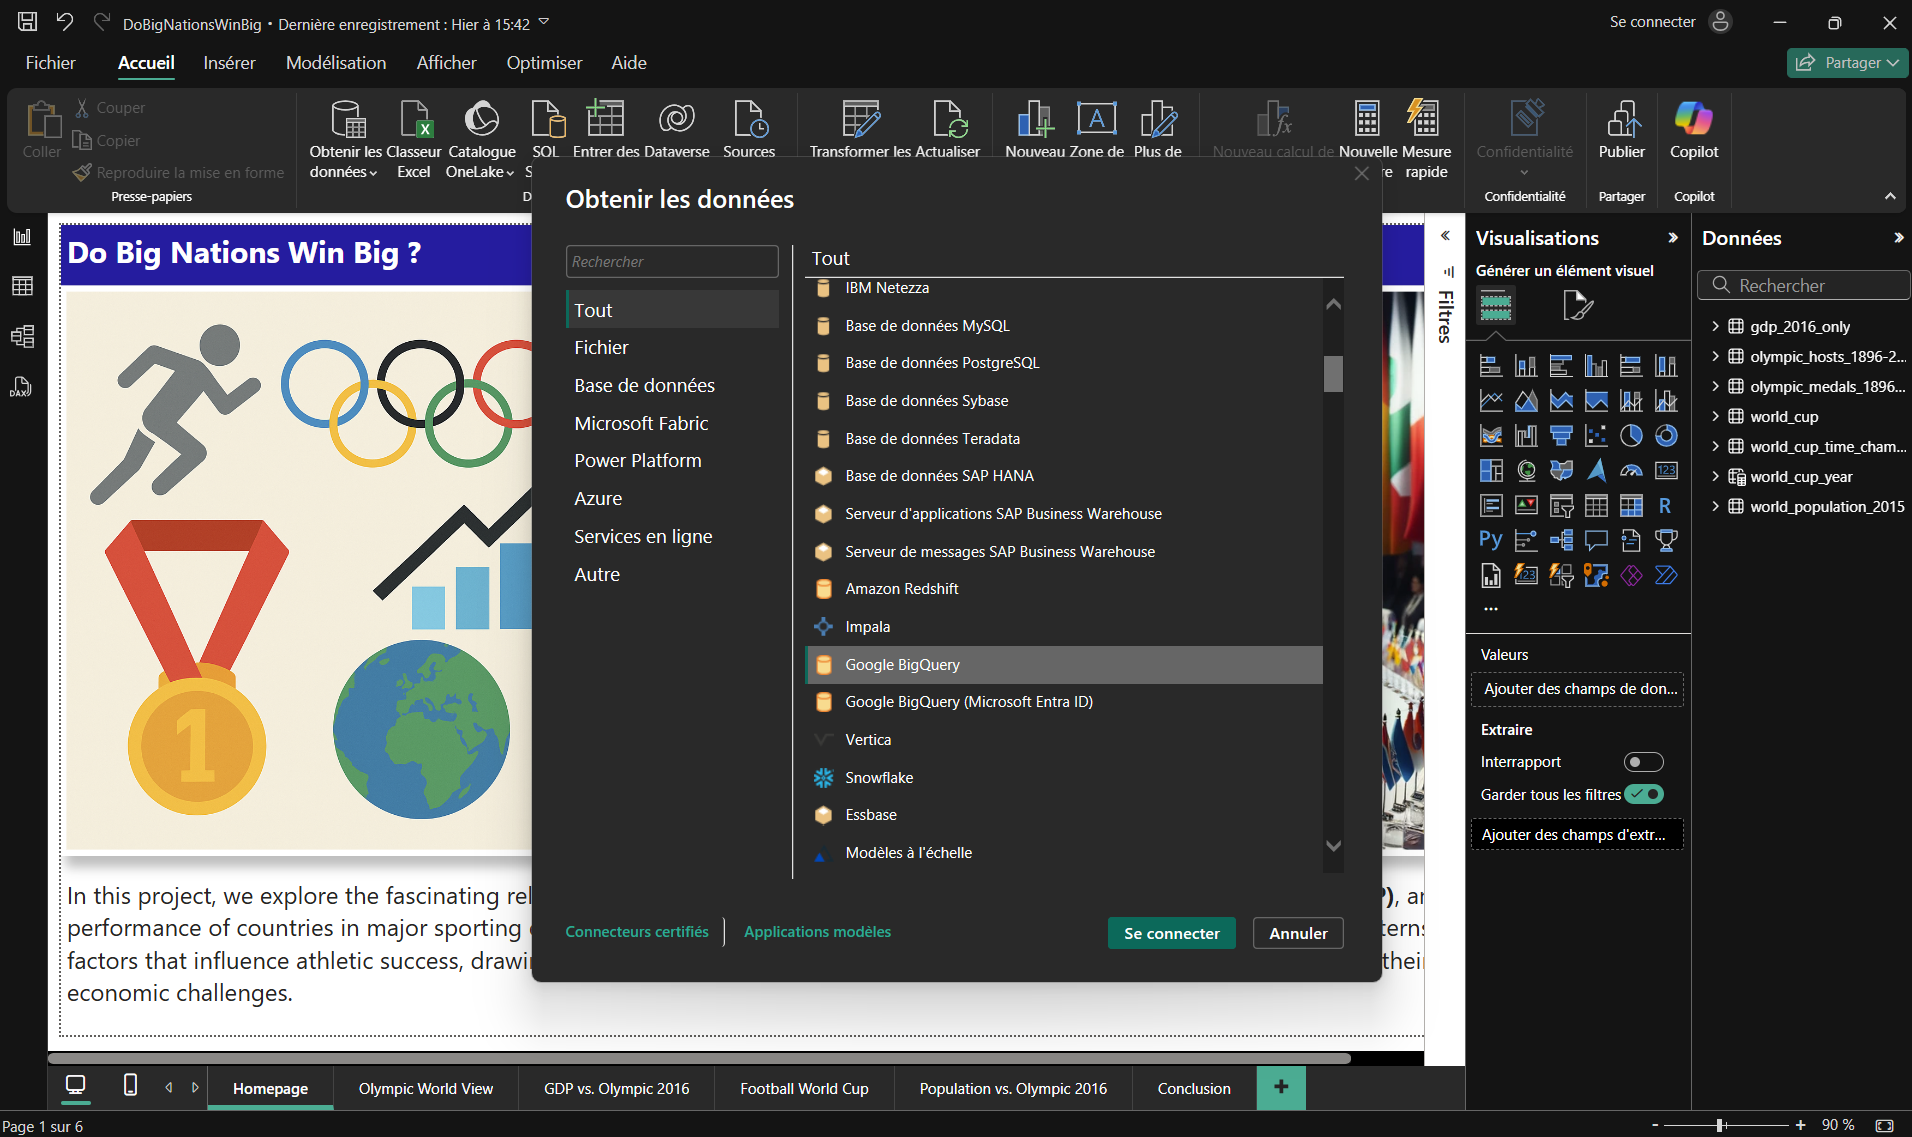 DoBigNationsWinBig • Dernière enregistrement : Hier à 15:42
Se connecter
Fichier
Accueil
Insérer
Modélisation
Afficher
Optimiser
Aide
Partager
Coller
Couper
Copier
Reproduire la mise en forme
Presse-papiers
Obtenir les
données
Classeur
Excel
Catalogue
OneLake
SQL
Entrer des
Dataverse
Sources
Transformer les
Actualiser
Nouveau
Zone de
Plus de
Nouveau calcul de
Nouvelle
Mesure
rapide
Confidentialité
Confidentialité
Publier
Partager
Copilot
Copilot
Do Big Nations Win Big ?
1
In this project, we explore the fascinating
performance of countries in major sporting
factors that influence athletic success,
economic challenges.
Obtenir les données
Rechercher
Tout
Fichier
Base de données
Microsoft Fabric
Power Platform
Azure
Services en ligne
Autre
Tout
IBM Netezza
Base de données MySQL
Base de données PostgreSQL
Base de données Sybase
Base de données Teradata
Base de données SAP HANA
Serveur d'applications SAP Business Warehouse
Serveur de messages SAP Business Warehouse
Amazon Redshift
Impala
Google BigQuery
Google BigQuery (Microsoft Entra ID)
Vertica
Snowflake
Essbase
Modèles à l'échelle
Connecteurs certifiés
Applications modèles
Se connecter
Annuler
Filtres
Visualisations
Générer un élément visuel
123
R
Py
123
...
Valeurs
Ajouter des champs de don...
Extraire
Interrapport
Garder tous les filtres
Ajouter des champs d'extr...
Données
Rechercher
gdp_2016_only
olympic_hosts_1896-2...
olympic_medals_1896...
world_cup
world_cup_time_cham...
world_cup_year
world_population_2015
DAX
Homepage
Olympic World View
GDP vs. Olympic 2016
Football World Cup
Population vs. Olympic 2016
Conclusion
+
Page 1 sur 6
- + 90 %